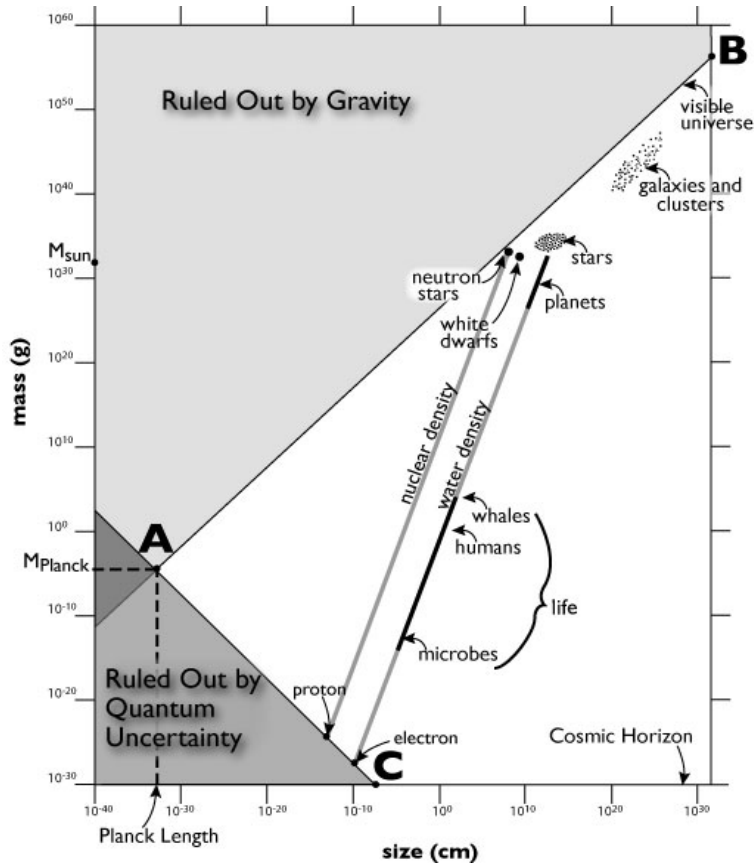 10^60
10^50
10^40
M_sun
10^30
10^20
10^10
10^0
M_Planck
10^-10
10^-20
10^-30
mass (g)
Ruled Out by Gravity
B
visible
universe
galaxies and
clusters
stars
neutron
stars
planets
white
dwarfs
nuclear density
water density
whales
humans
life
microbes
A
Ruled Out by
Quantum
Uncertainty
proton
electron
C
Cosmic Horizon
10^-40
10^-30
10^-20
10^-10
10^0
10^10
10^20
10^30
Planck Length
size (cm)